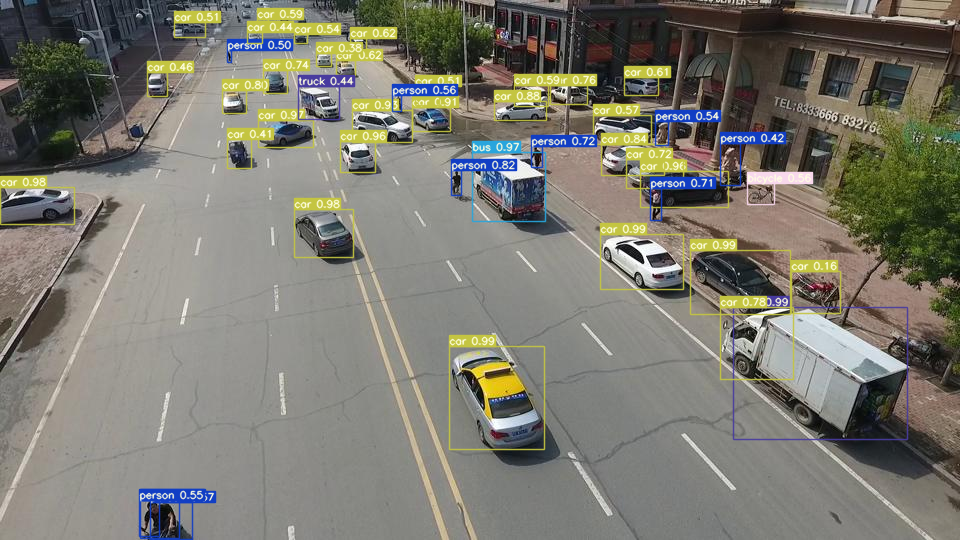 car 0.51
car 0.59
car 0.44
car 0.54
car 0.62
person 0.50
car 0.38
car 0.62
car 0.46
car 0.74
car 0.80
truck 0.44
car 0.51
car 0.59
car 0.76
car 0.61
person 0.56
car 0.91
car 0.57
person 0.54
TEL:8333666
car 0.41
car 0.96
person 0.72
car 0.84
person 0.42
bus 0.97
person 0.82
car 0.72
car 0.96
person 0.71
bicycle 0.56
car 0.98
car 0.98
car 0.99
car 0.99
car 0.16
car 0.78
0.99
car 0.99
person 0.55